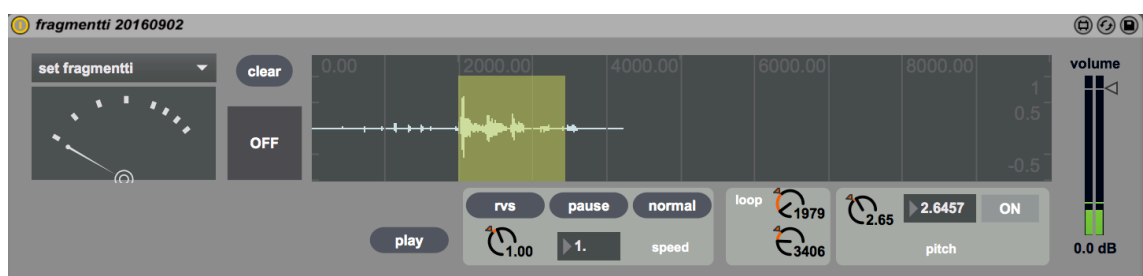 fragmentti 20160902
set fragmentti
clear
OFF
0.00 2000.00 4000.00 6000.00 8000.00
1
0.5
-0.5
volume
0.0 dB
play
rvs pause normal
1.00 1. speed
loop 1979
3406
2.65 2.6457 ON
pitch